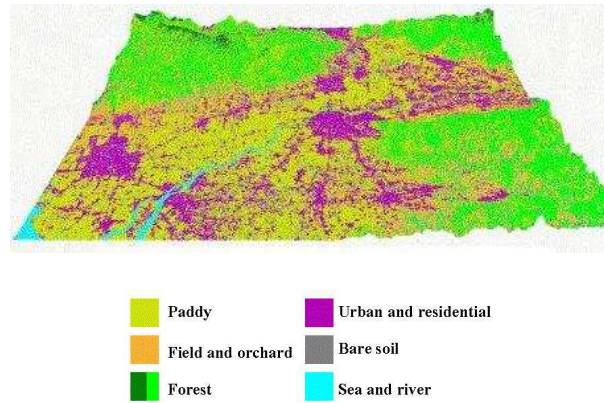 Paddy
Urban and residential
Field and orchard
Bare soil
Forest
Sea and river